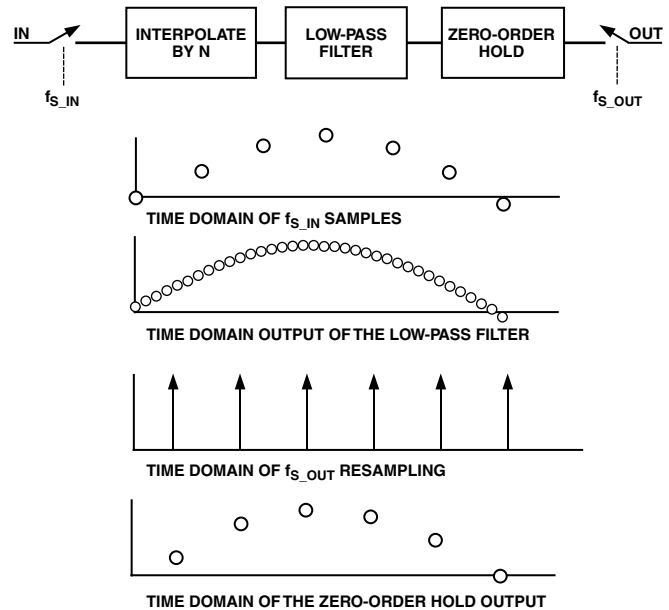 IN
INTERPOLATE
BY N
LOW-PASS
FILTER
ZERO-ORDER
HOLD
OUT
fS_IN
fS_OUT
TIME DOMAIN OF fS_IN SAMPLES
TIME DOMAIN OUTPUT OF THE LOW-PASS FILTER
TIME DOMAIN OF fS_OUT RESAMPLING
TIME DOMAIN OF THE ZERO-ORDER HOLD OUTPUT